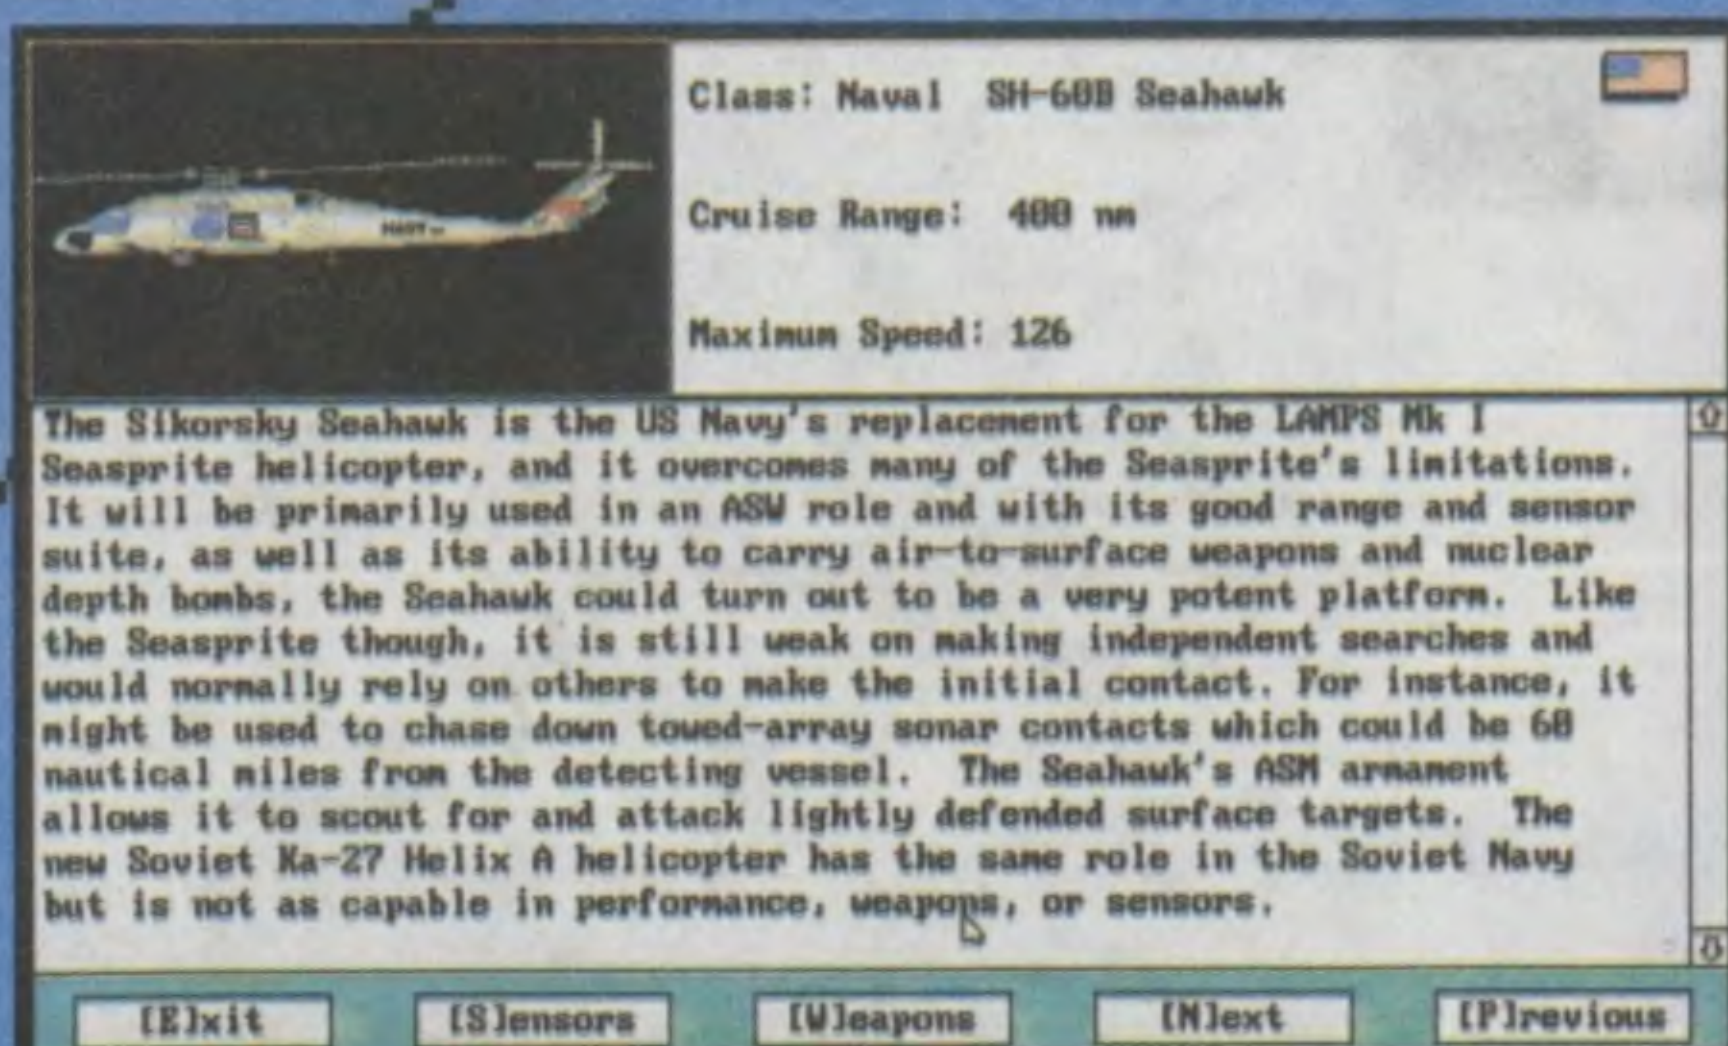 Class: Naval SH-60B Seahawk
Cruise Range: 400 nm
Maximum Speed: 126
NAVY
The Sikorsky Seahawk is the US Navy's replacement for the LAMPS Mk I
Seasprite helicopter, and it overcomes many of the Seasprite's limitations.
It will be primarily used in an ASW role and with its good range and sensor
suite, as well as its ability to carry air-to-surface weapons and nuclear
depth bombs, the Seahawk could turn out to be a very potent platform. Like
the Seasprite though, it is still weak on making independent searches and
would normally rely on others to make the initial contact. For instance, it
might be used to chase down towed-array sonar contacts which could be 60
nautical miles from the detecting vessel. The Seahawk's ASM armament
allows it to scout for and attack lightly defended surface targets. The
new Soviet Ka-27 Helix A helicopter has the same role in the Soviet Navy
but is not as capable in performance, weapons, or sensors.
[E]xit [S]ensors [W]eapons [N]ext [P]revious